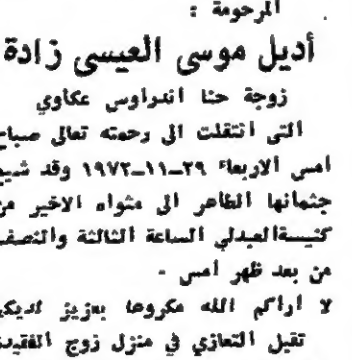 المرحومة :
أديل موسى العيسى زادة
زوجة حنا اندراوس عكاوي
التي انتقلت الى رحمته تعالى صباح
امس الاربعاء ٢٩-١١-١٩٧٢ وقد شيع
جثمانها الطاهر الى مثواه الاخير من
كنيسة العبدلي الساعة الثالثة والنصف
من بعد ظهر أمس -
لا اراكم الله مكروها بعزيز لديكم
تقبل التعازي في منزل زوج الفقيدة